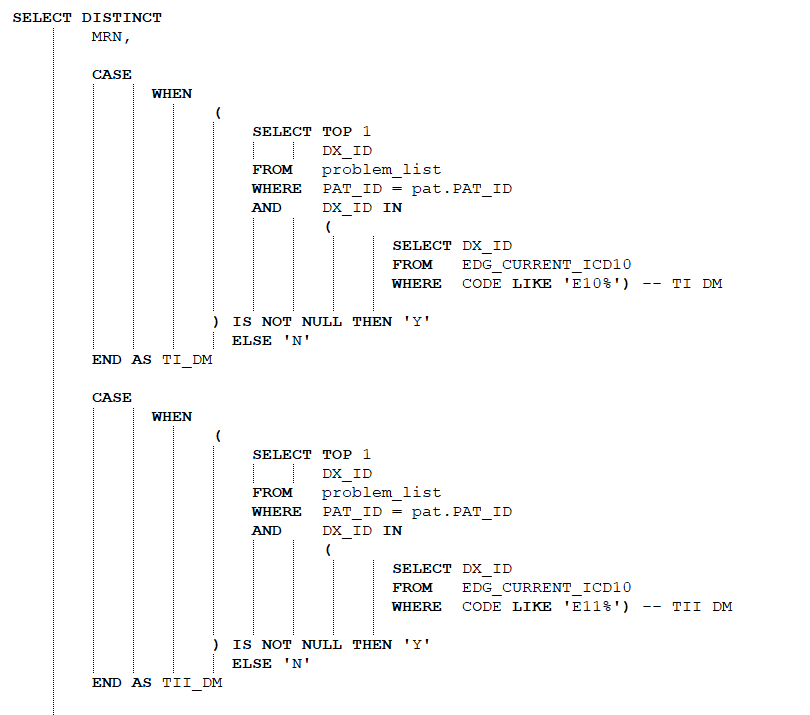 SELECT DISTINCT
MRN,
CASE
WHEN
(
SELECT TOP 1
DX_ID
FROM problem_list
WHERE PAT_ID = pat.PAT_ID
AND DX_ID IN
(
SELECT DX_ID
FROM EDG_CURRENT_ICD10
WHERE CODE LIKE 'E10%') -- TI DM
) IS NOT NULL THEN 'Y'
ELSE 'N'
END AS TI_DM
CASE
WHEN
(
SELECT TOP 1
DX_ID
FROM problem_list
WHERE PAT_ID = pat.PAT_ID
AND DX_ID IN
(
SELECT DX_ID
FROM EDG_CURRENT_ICD10
WHERE CODE LIKE 'E11%') -- TII DM
) IS NOT NULL THEN 'Y'
ELSE 'N'
END AS TII_DM